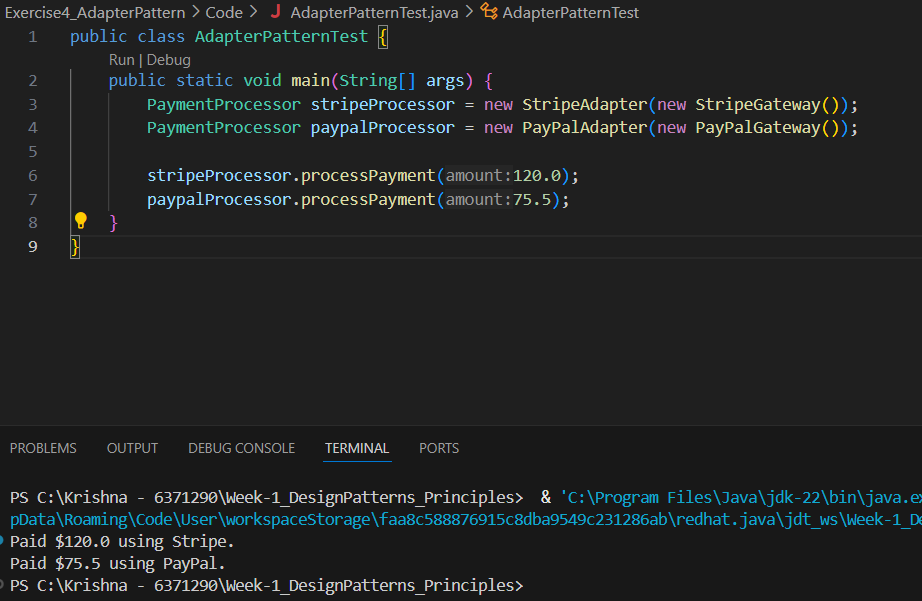 Exercise4_AdapterPattern > Code > J AdapterPatternTest.java > AdapterPatternTest
1 public class AdapterPatternTest {
Run | Debug
2 public static void main(String[] args) {
3 PaymentProcessor stripeProcessor = new StripeAdapter(new StripeGateway());
4 PaymentProcessor paypalProcessor = new PayPalAdapter(new PayPalGateway());
5
6 stripeProcessor.processPayment(amount:120.0);
7 paypalProcessor.processPayment(amount:75.5);
8 }
9 }
PROBLEMS OUTPUT DEBUG CONSOLE TERMINAL PORTS
PS C:\Krishna - 6371290\Week-1_DesignPatterns_Principles> & 'C:\Program Files\Java\jdk-22\bin\java.ex
pData\Roaming\Code\User\workspaceStorage\faa8c588876915c8dba9549c231286ab\redhat.java\jdt_ws\Week-1_De
Paid $120.0 using Stripe.
Paid $75.5 using PayPal.
PS C:\Krishna - 6371290\Week-1_DesignPatterns_Principles>